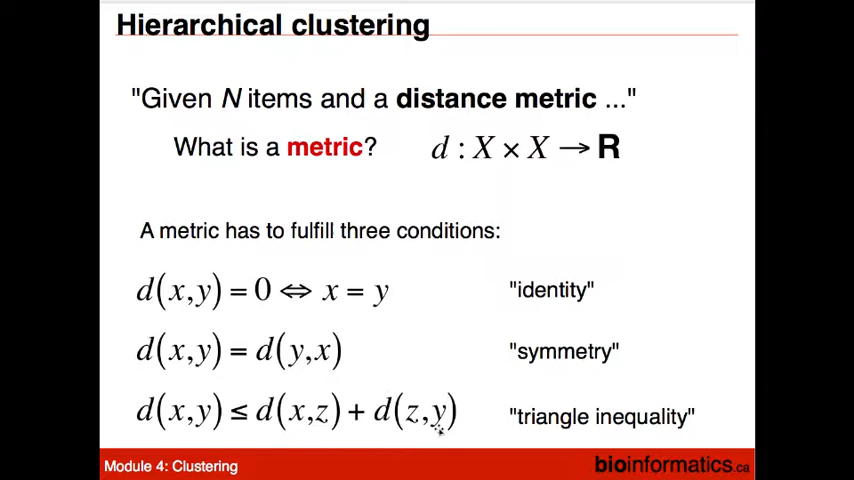 Hierarchical clustering
"Given N items and a distance metric ..."
What is a metric? d : X × X → R
A metric has to fulfill three conditions:
d(x,y) = 0 ⇔ x = y "identity"
d(x,y) = d(y,x) "symmetry"
d(x,y) ≤ d(x,z) + d(z,y) "triangle inequality"
Module 4: Clustering bioinformatics.ca